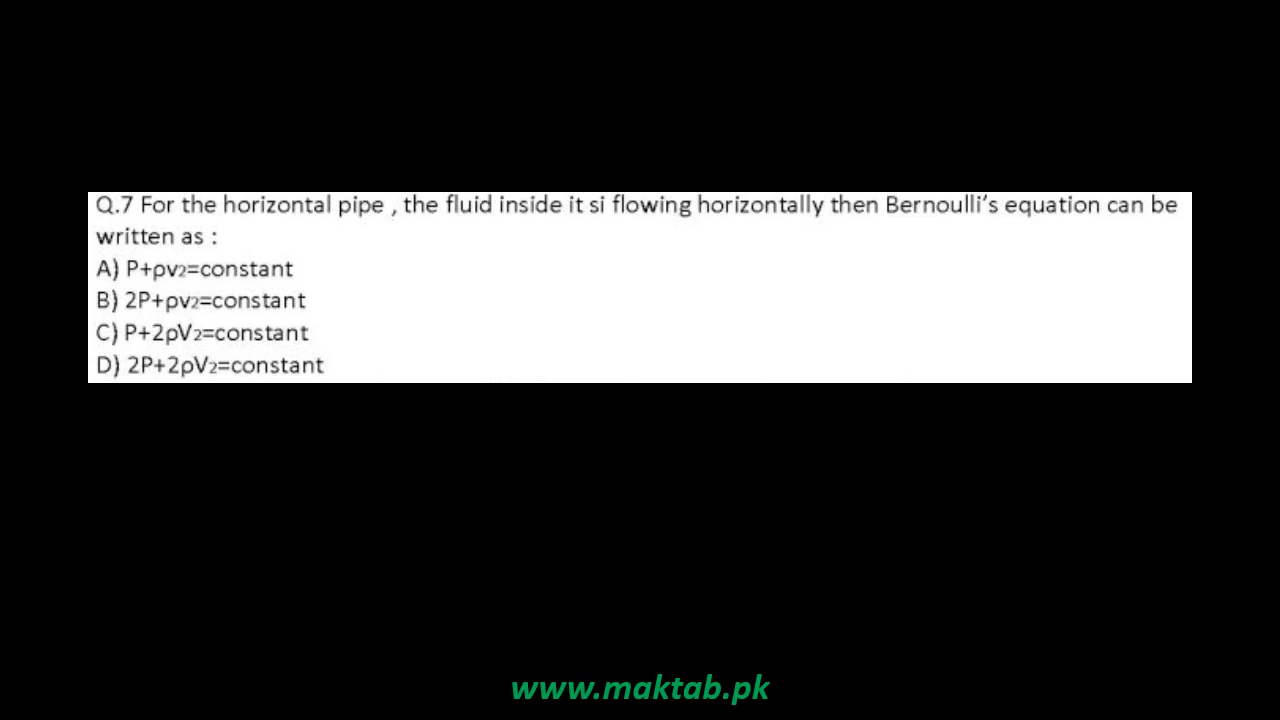 Q.7 For the horizontal pipe , the fluid inside it si flowing horizontally then Bernoulli’s equation can be
written as :
A) P+ρv₂=constant
B) 2P+ρv₂=constant
C) P+2ρV₂=constant
D) 2P+2ρV₂=constant
www.maktab.pk